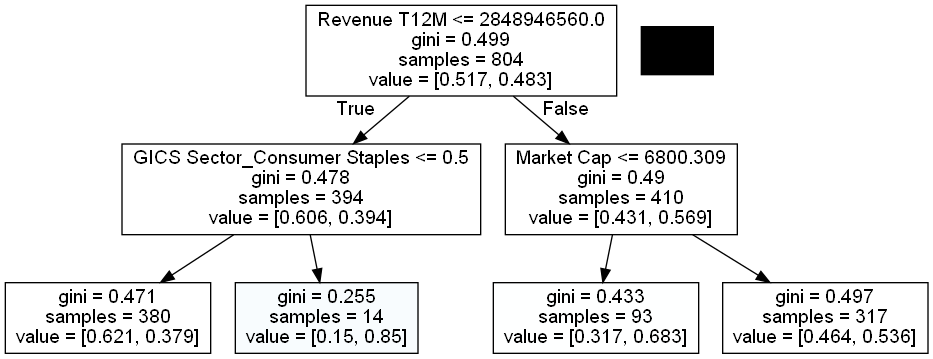 Revenue T12M <= 2848946560.0
gini = 0.499
samples = 804
value = [0.517, 0.483]
True
False
GICS Sector_Consumer Staples <= 0.5
gini = 0.478
samples = 394
value = [0.606, 0.394]
Market Cap <= 6800.309
gini = 0.49
samples = 410
value = [0.431, 0.569]
gini = 0.471
samples = 380
value = [0.621, 0.379]
gini = 0.255
samples = 14
value = [0.15, 0.85]
gini = 0.433
samples = 93
value = [0.317, 0.683]
gini = 0.497
samples = 317
value = [0.464, 0.536]